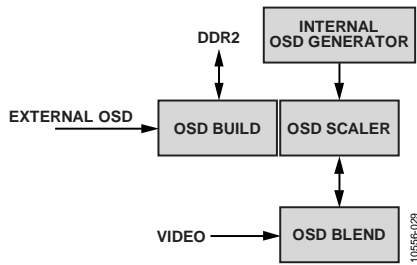 INTERNAL
OSD GENERATOR
DDR2
EXTERNAL OSD
OSD BUILD
OSD SCALER
VIDEO
OSD BLEND
10556-029